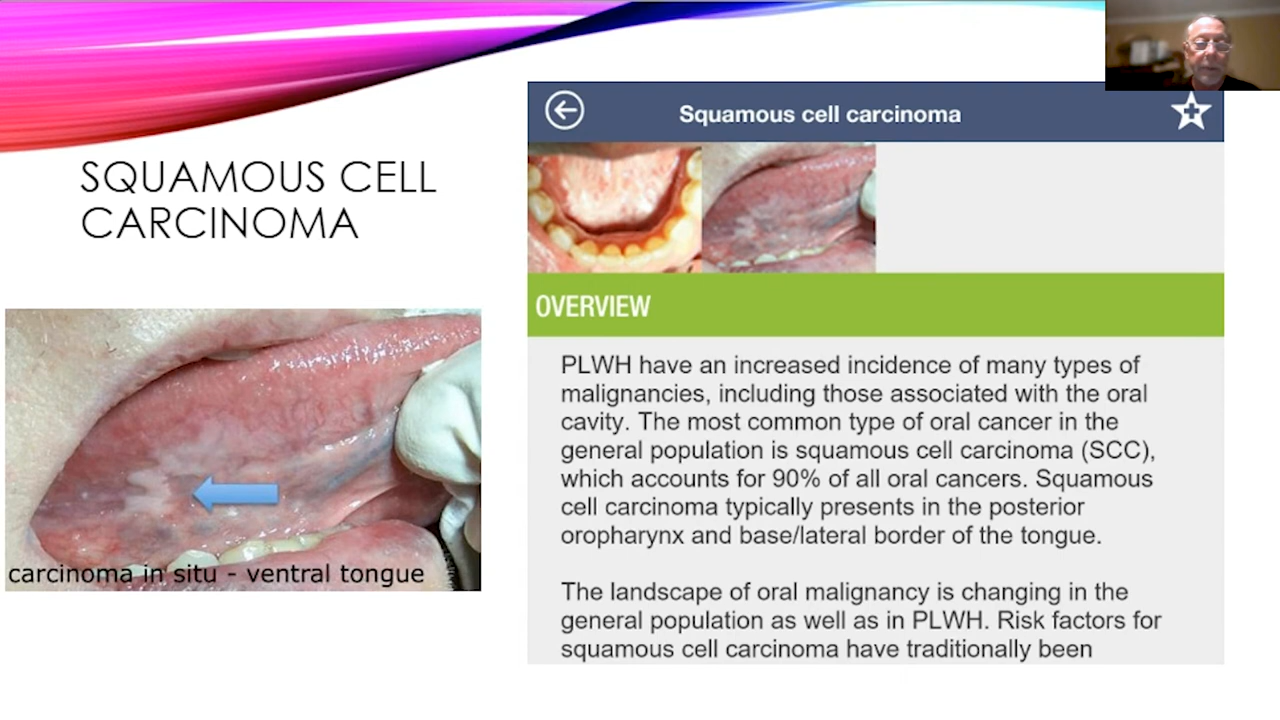 SQUAMOUS CELL
CARCINOMA
carcinoma in situ - ventral tongue
Squamous cell carcinoma
OVERVIEW
PLWH have an increased incidence of many types of
malignancies, including those associated with the oral
cavity. The most common type of oral cancer in the
general population is squamous cell carcinoma (SCC),
which accounts for 90% of all oral cancers. Squamous
cell carcinoma typically presents in the posterior
oropharynx and base/lateral border of the tongue.
The landscape of oral malignancy is changing in the
general population as well as in PLWH. Risk factors for
squamous cell carcinoma have traditionally been